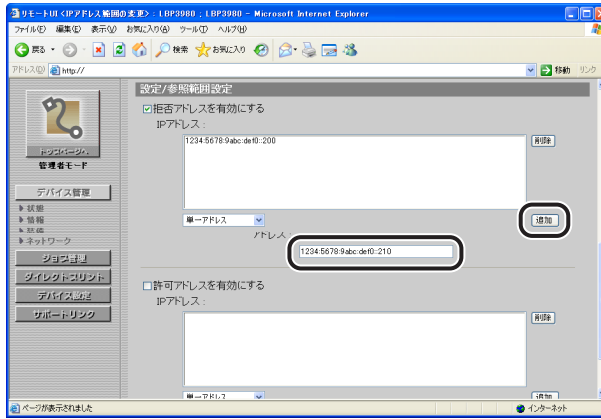 リモートUI <IPアドレス範囲の変更> : LBP3980 ; LBP3980 - Microsoft Internet Explorer
ファイル(F) 編集(E) 表示(V) お気に入り(A) ツール(T) ヘルプ(H)
戻る 検索 お気に入り
アドレス(D) http:// 移動 リンク
トップページへ
管理者モード
デバイス管理
状態
情報
ネットワーク
ジョブ管理
ダイレクトプリント
デバイス設定
サポートリンク
設定/参照範囲設定
拒否アドレスを有効にする
IPアドレス :
1234:5678:9abc:def0::200
削除
単一アドレス
追加
アドレス :
1234:5678:9abc:def0::210
許可アドレスを有効にする
IPアドレス :
削除
単一アドレス
追加
ページが表示されました
インターネット